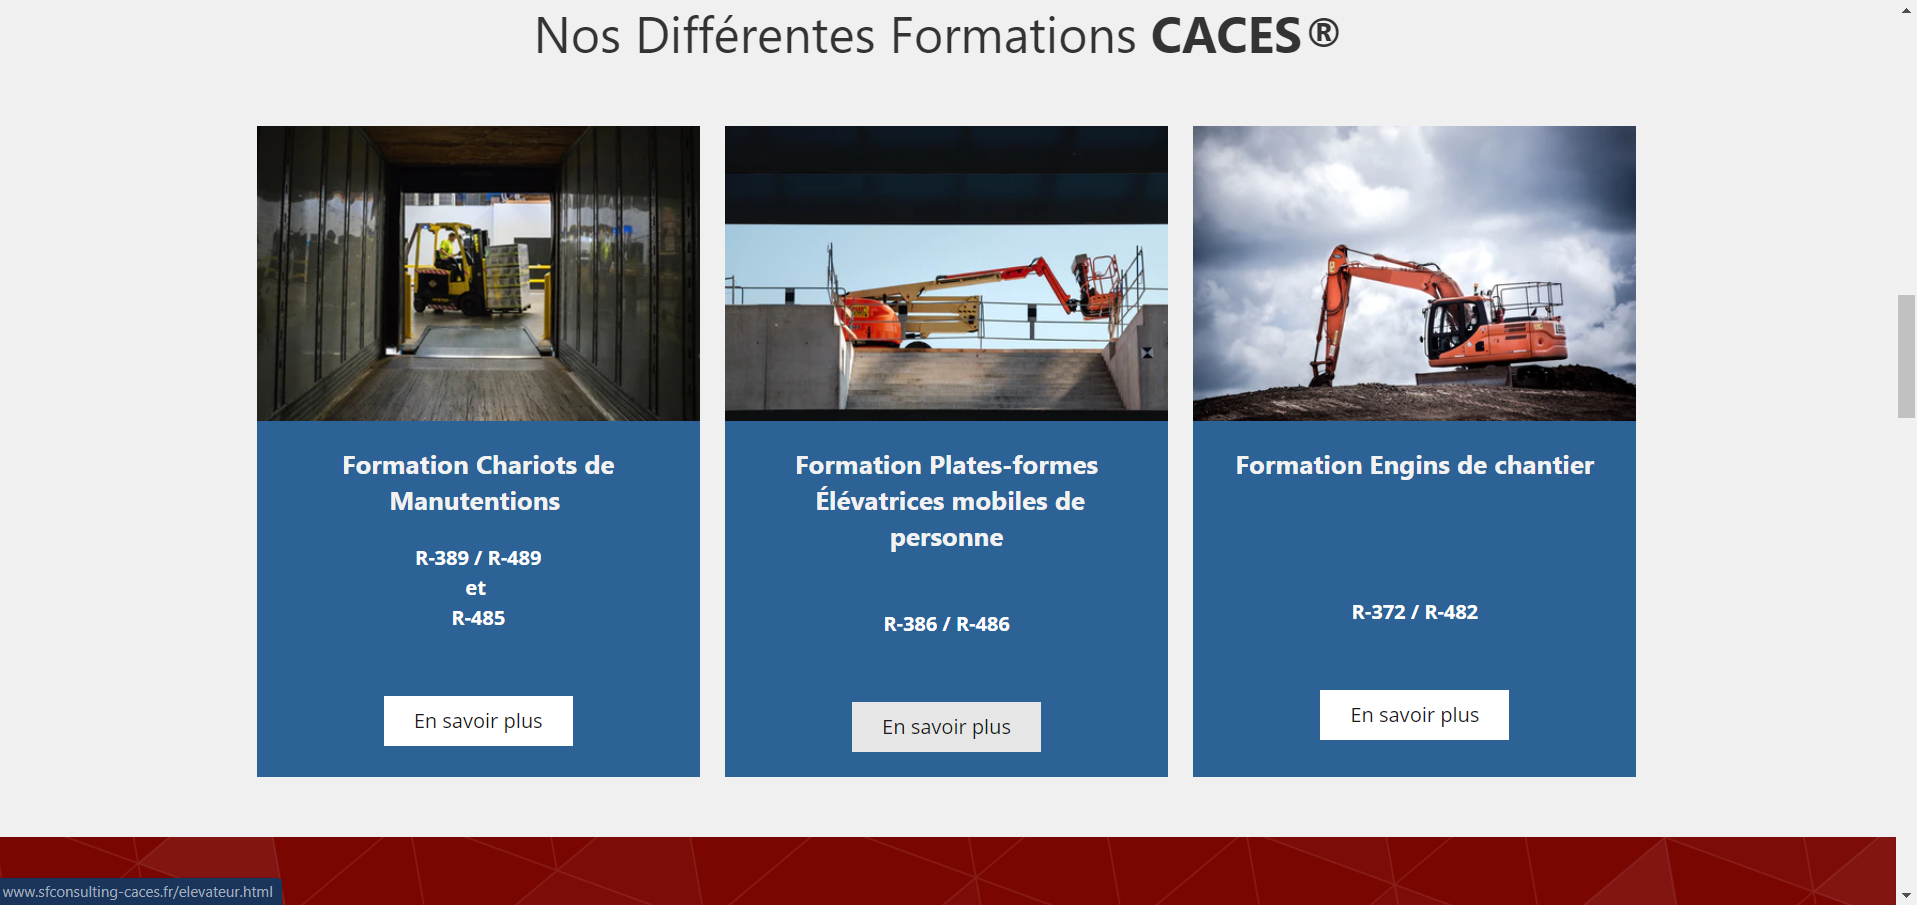 Nos Différentes Formations CACES®
Formation Chariots de
Manutentions
R-389 / R-489
et
R-485
En savoir plus
Formation Plates-formes
Élévatrices mobiles de
personne
R-386 / R-486
En savoir plus
Formation Engins de chantier
R-372 / R-482
En savoir plus
www.sfconsulting-caces.fr/elevateur.html